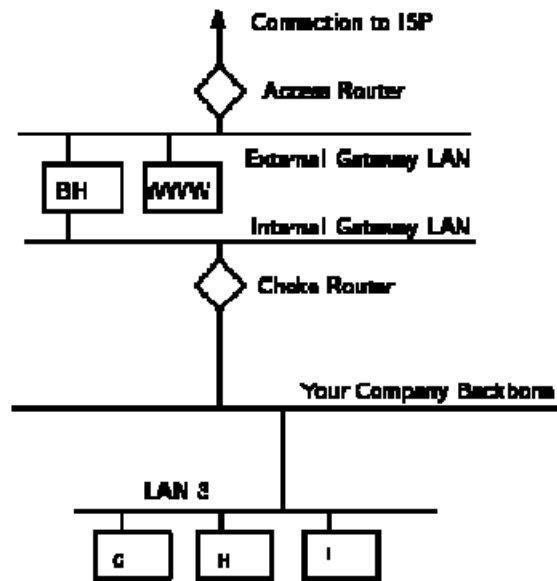 Connection to ISP
Access Router
External Gateway LAN
BH
WWW
Internal Gateway LAN
Choke Router
Your Company Backbone
LAN 3
G
H
I